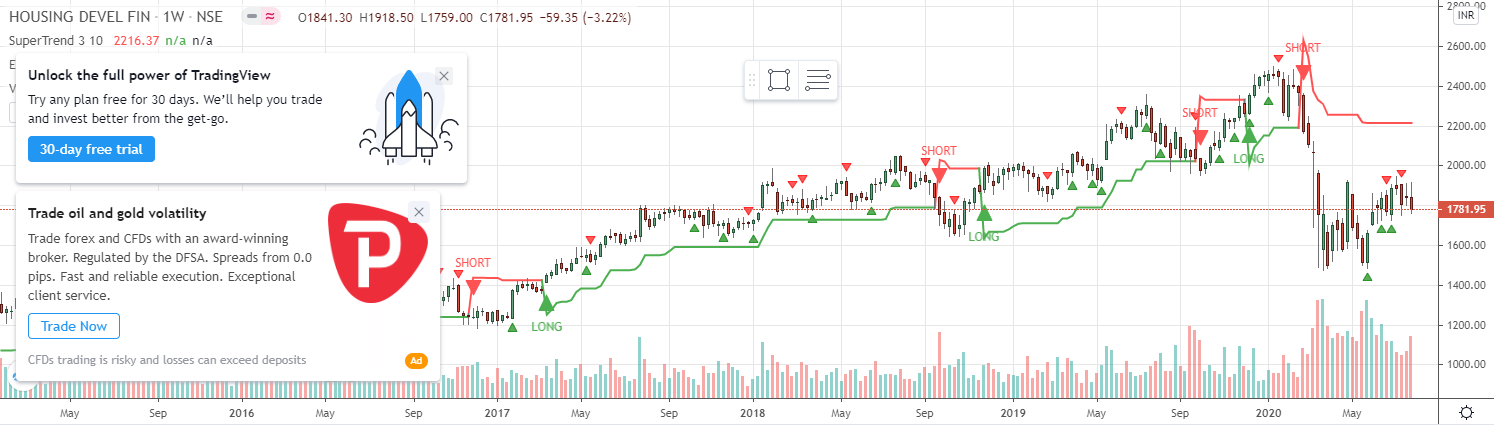 HOUSING DEVEL FIN · 1W · NSE
O1841.30 H1918.50 L1759.00 C1781.95 −59.35 (−3.22%)
SuperTrend 3 10 2216.37 n/a n/a
E
V
Unlock the full power of TradingView
Try any plan free for 30 days. We'll help you trade
and invest better from the get-go.
30-day free trial
Trade oil and gold volatility
Trade forex and CFDs with an award-winning
broker. Regulated by the DFSA. Spreads from 0.0
pips. Fast and reliable execution. Exceptional
client service.
Trade Now
CFDs trading is risky and losses can exceed deposits
Ad
P
SHORT
LONG
SHORT
LONG
SHORT
LONG
SHORT
2800.00
INR
2600.00
2400.00
2200.00
2000.00
1781.95
1600.00
1400.00
1200.00
1000.00
May Sep 2016 May Sep 2017 May Sep 2018 May Sep 2019 May Sep 2020 May